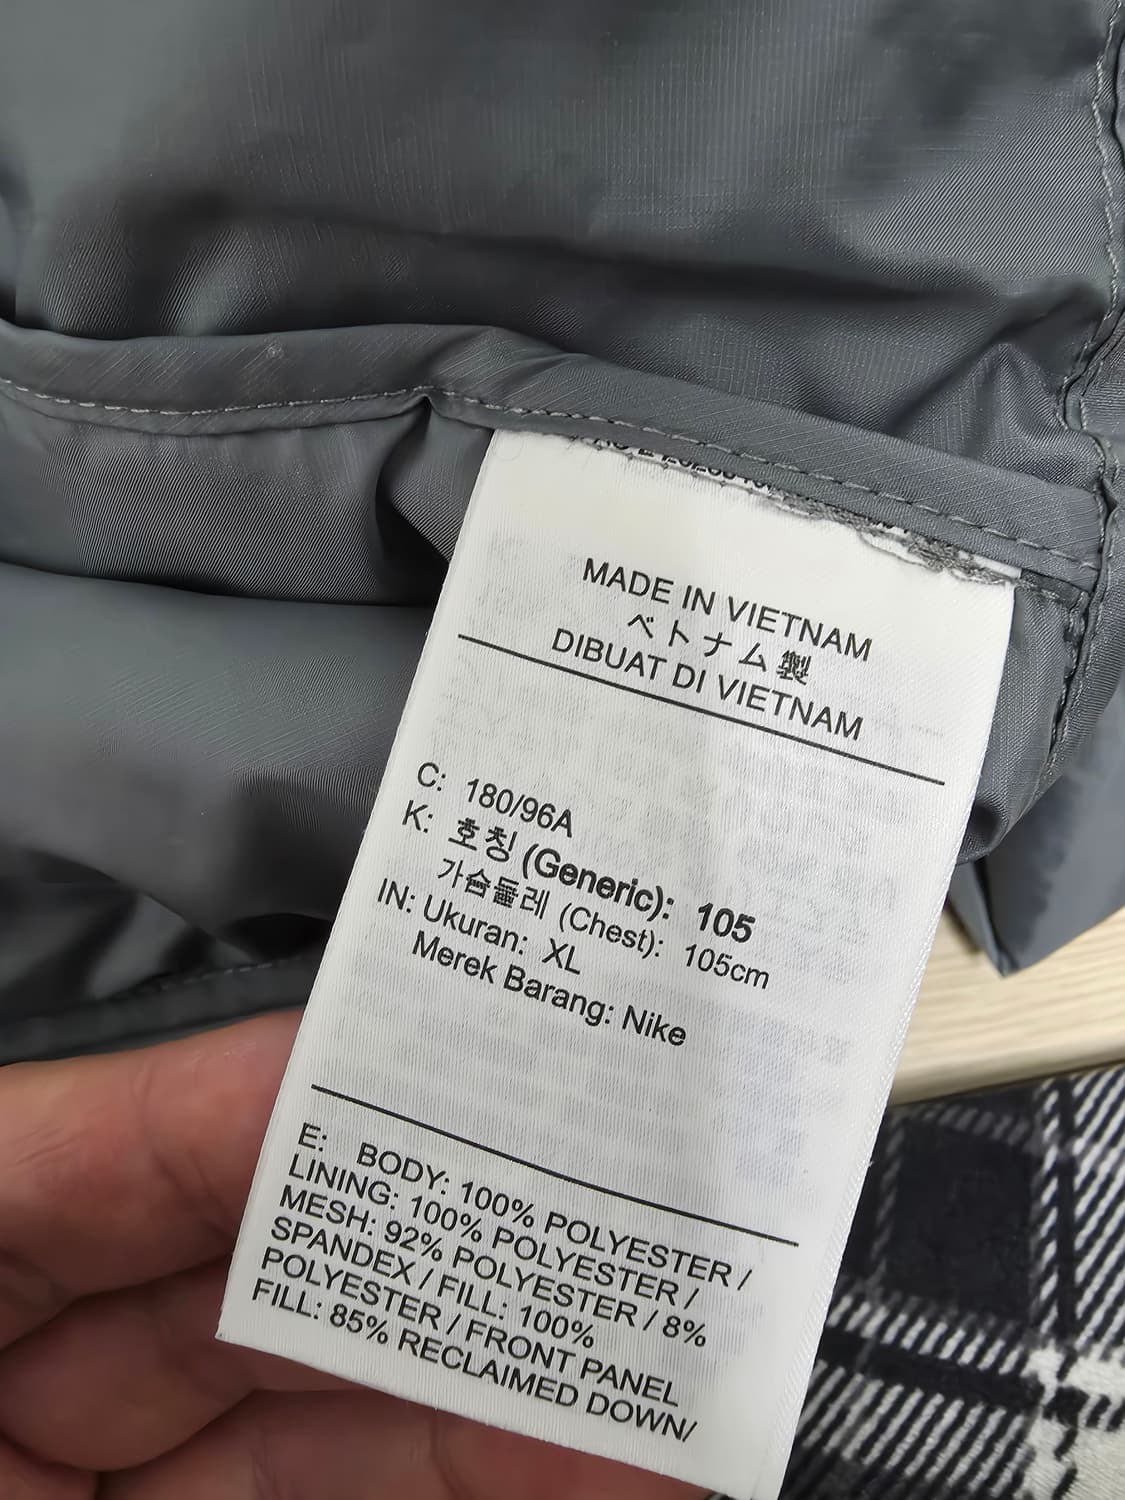 MADE IN VIETNAM
ベトナム製
DIBUAT DI VIETNAM
C: 180/96A
K: 호칭 (Generic): 105
가슴둘레 (Chest): 105cm
IN: Ukuran: XL
Merek Barang: Nike
E: BODY: 100% POLYESTER /
LINING: 100% POLYESTER /
MESH: 92% POLYESTER / 8%
SPANDEX / FILL: 100%
POLYESTER / FRONT PANEL
FILL: 85% RECLAIMED DOWN/